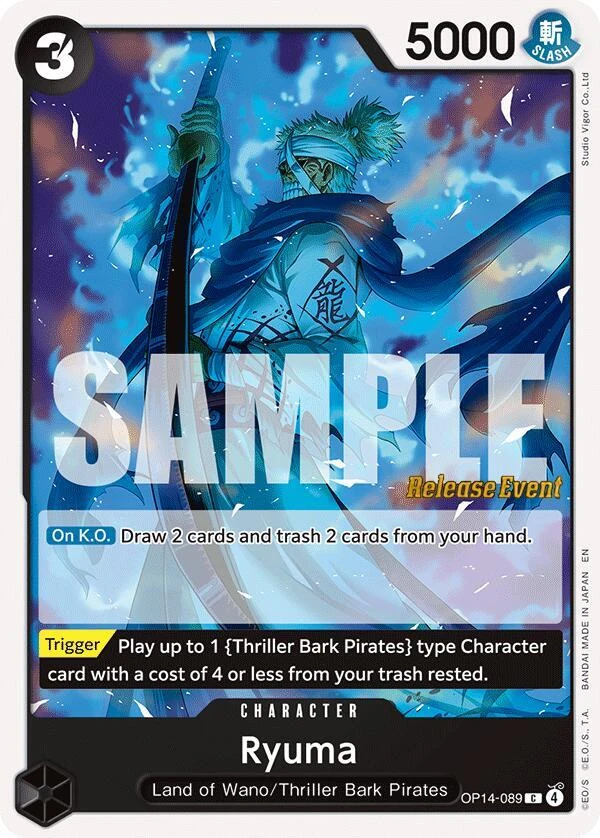 3
5000
斬
SLASH
Studio Vigor Co.,Ltd
龍
SAMPLE
Release Event
On K.O. Draw 2 cards and trash 2 cards from your hand.
Trigger Play up to 1 {Thriller Bark Pirates} type Character
card with a cost of 4 or less from your trash rested.
CHARACTER
Ryuma
Land of Wano/Thriller Bark Pirates
OP14-089 C 4
©EO/S ©E.O./S., T.A. BANDAI MADE IN JAPAN EN